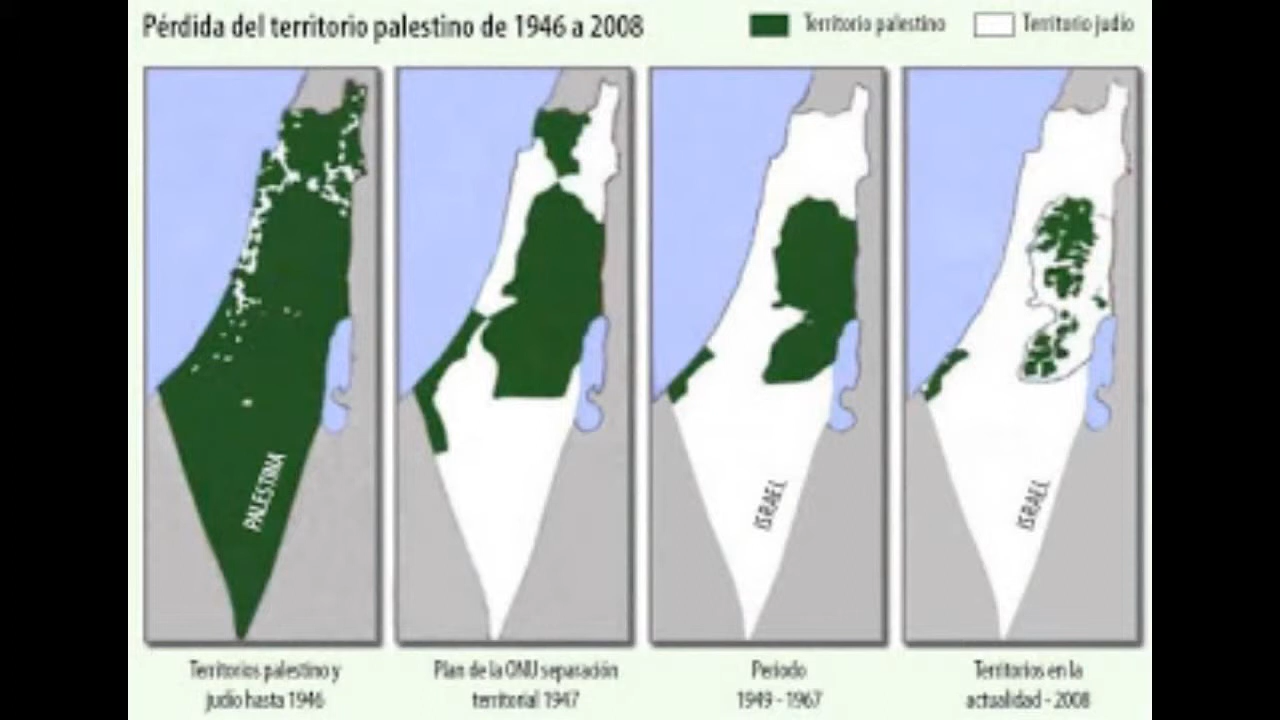 Pérdida del territorio palestino de 1946 a 2008
Territorio palestino
Territorio judío
PALESTINA
ISRAEL
ISRAEL
Territorios palestino y
judio hasta 1946
Plan de la ONU separación
territorial 1947
Periodo
1949 - 1967
Territorios en la
actualidad - 2008